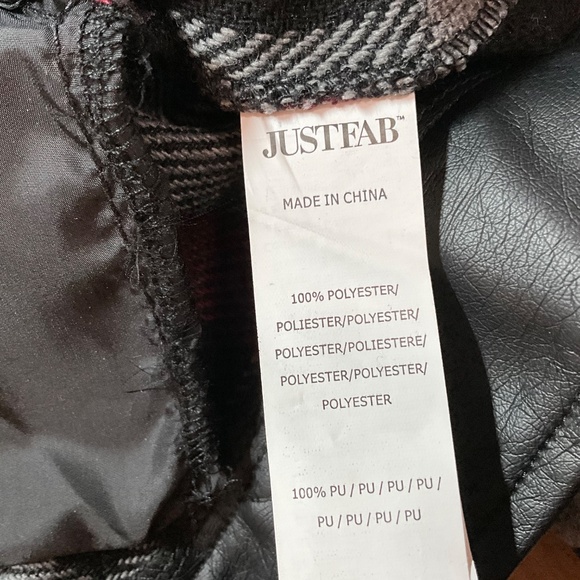 JUSTFAB™
MADE IN CHINA
100% POLYESTER/
POLIESTER/POLYESTER/
POLYESTER/POLIESTERE/
POLYESTER/POLYESTER/
POLYESTER
100% PU / PU / PU / PU /
PU / PU / PU / PU